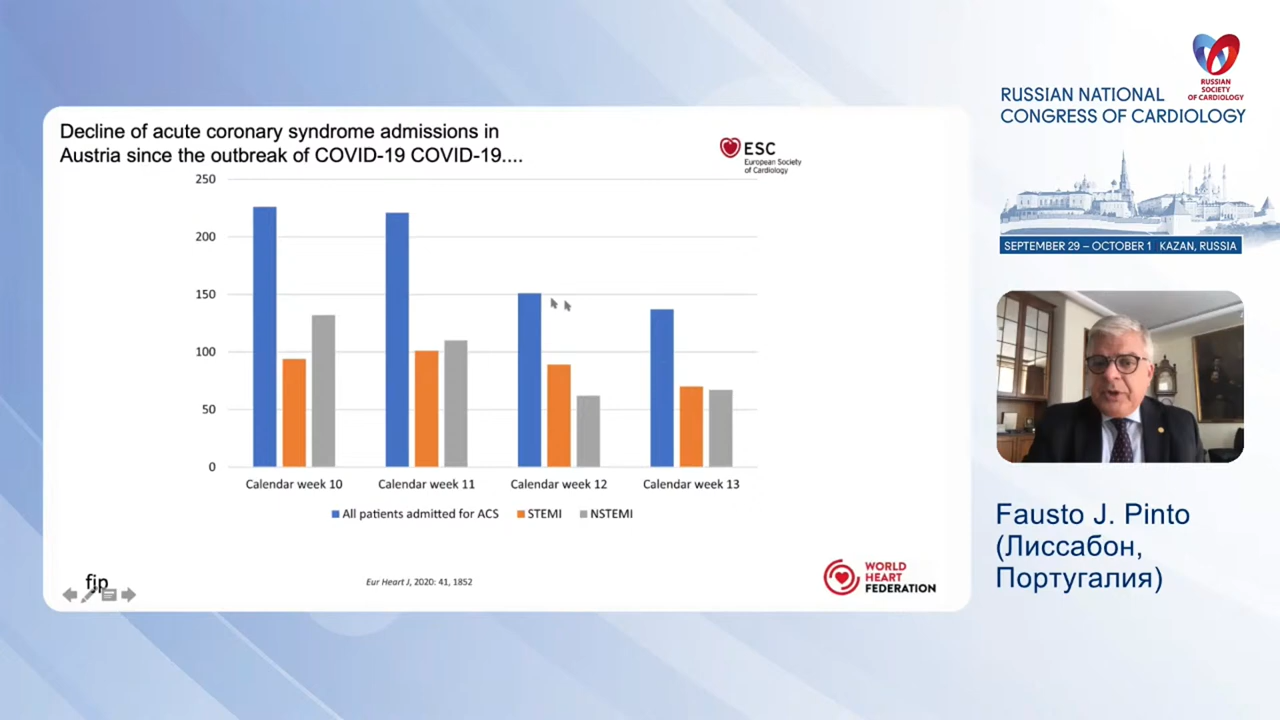 Decline of acute coronary syndrome admissions in
Austria since the outbreak of COVID-19 COVID-19....
ESC
European Society
of Cardiology
250
200
150
100
50
0
Calendar week 10 Calendar week 11 Calendar week 12 Calendar week 13
All patients admitted for ACS STEMI NSTEMI
fjp
Eur Heart J, 2020: 41, 1852
WORLD
HEART
FEDERATION
RUSSIAN
SOCIETY
OF CARDIOLOGY
RUSSIAN NATIONAL
CONGRESS OF CARDIOLOGY
SEPTEMBER 29 – OCTOBER 1 KAZAN, RUSSIA
Fausto J. Pinto
(Лиссабон,
Португалия)